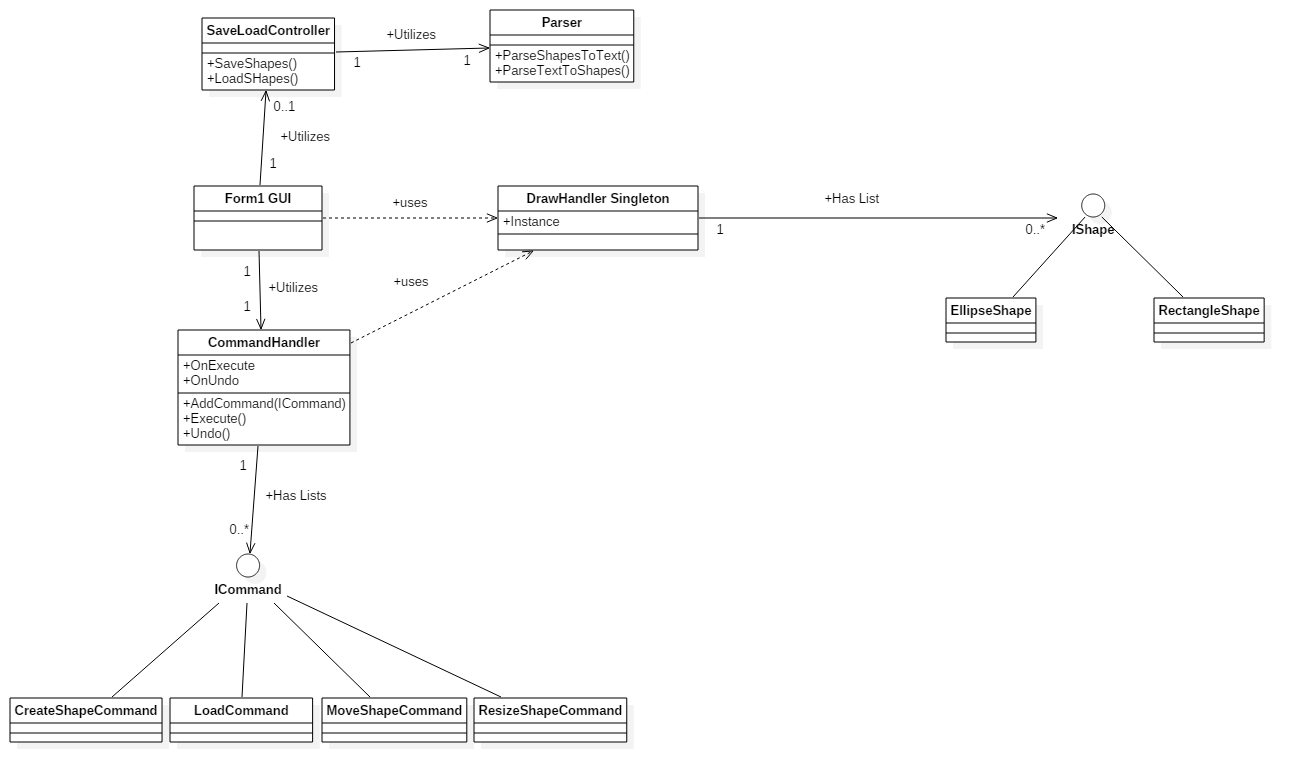 SaveLoadController
+SaveShapes()
+LoadSHapes()
+Utilizes
1
1
Parser
+ParseShapesToText()
+ParseTextToShapes()
0..1
+Utilizes
1
Form1 GUI
+uses
DrawHandler Singleton
+Instance
+Has List
1
0..*
IShape
1
+Utilizes
1
+uses
EllipseShape
RectangleShape
CommandHandler
+OnExecute
+OnUndo
+AddCommand(ICommand)
+Execute()
+Undo()
1
+Has Lists
0..*
ICommand
CreateShapeCommand
LoadCommand
MoveShapeCommand
ResizeShapeCommand